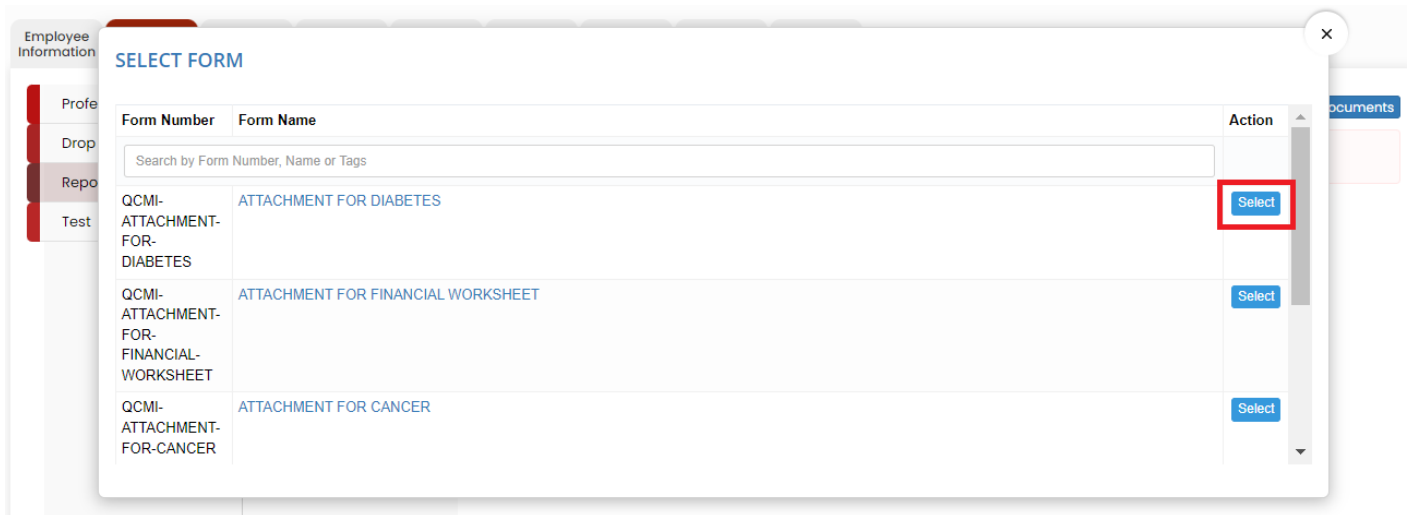 Employee
Information
×
SELECT FORM
Profe
Drop
Repo
Test
ocuments
Form Number Form Name Action
Search by Form Number, Name or Tags
QCMI- ATTACHMENT FOR DIABETES Select
ATTACHMENT-
FOR-
DIABETES
QCMI- ATTACHMENT FOR FINANCIAL WORKSHEET Select
ATTACHMENT-
FOR-
FINANCIAL-
WORKSHEET
QCMI- ATTACHMENT FOR CANCER Select
ATTACHMENT-
FOR-CANCER